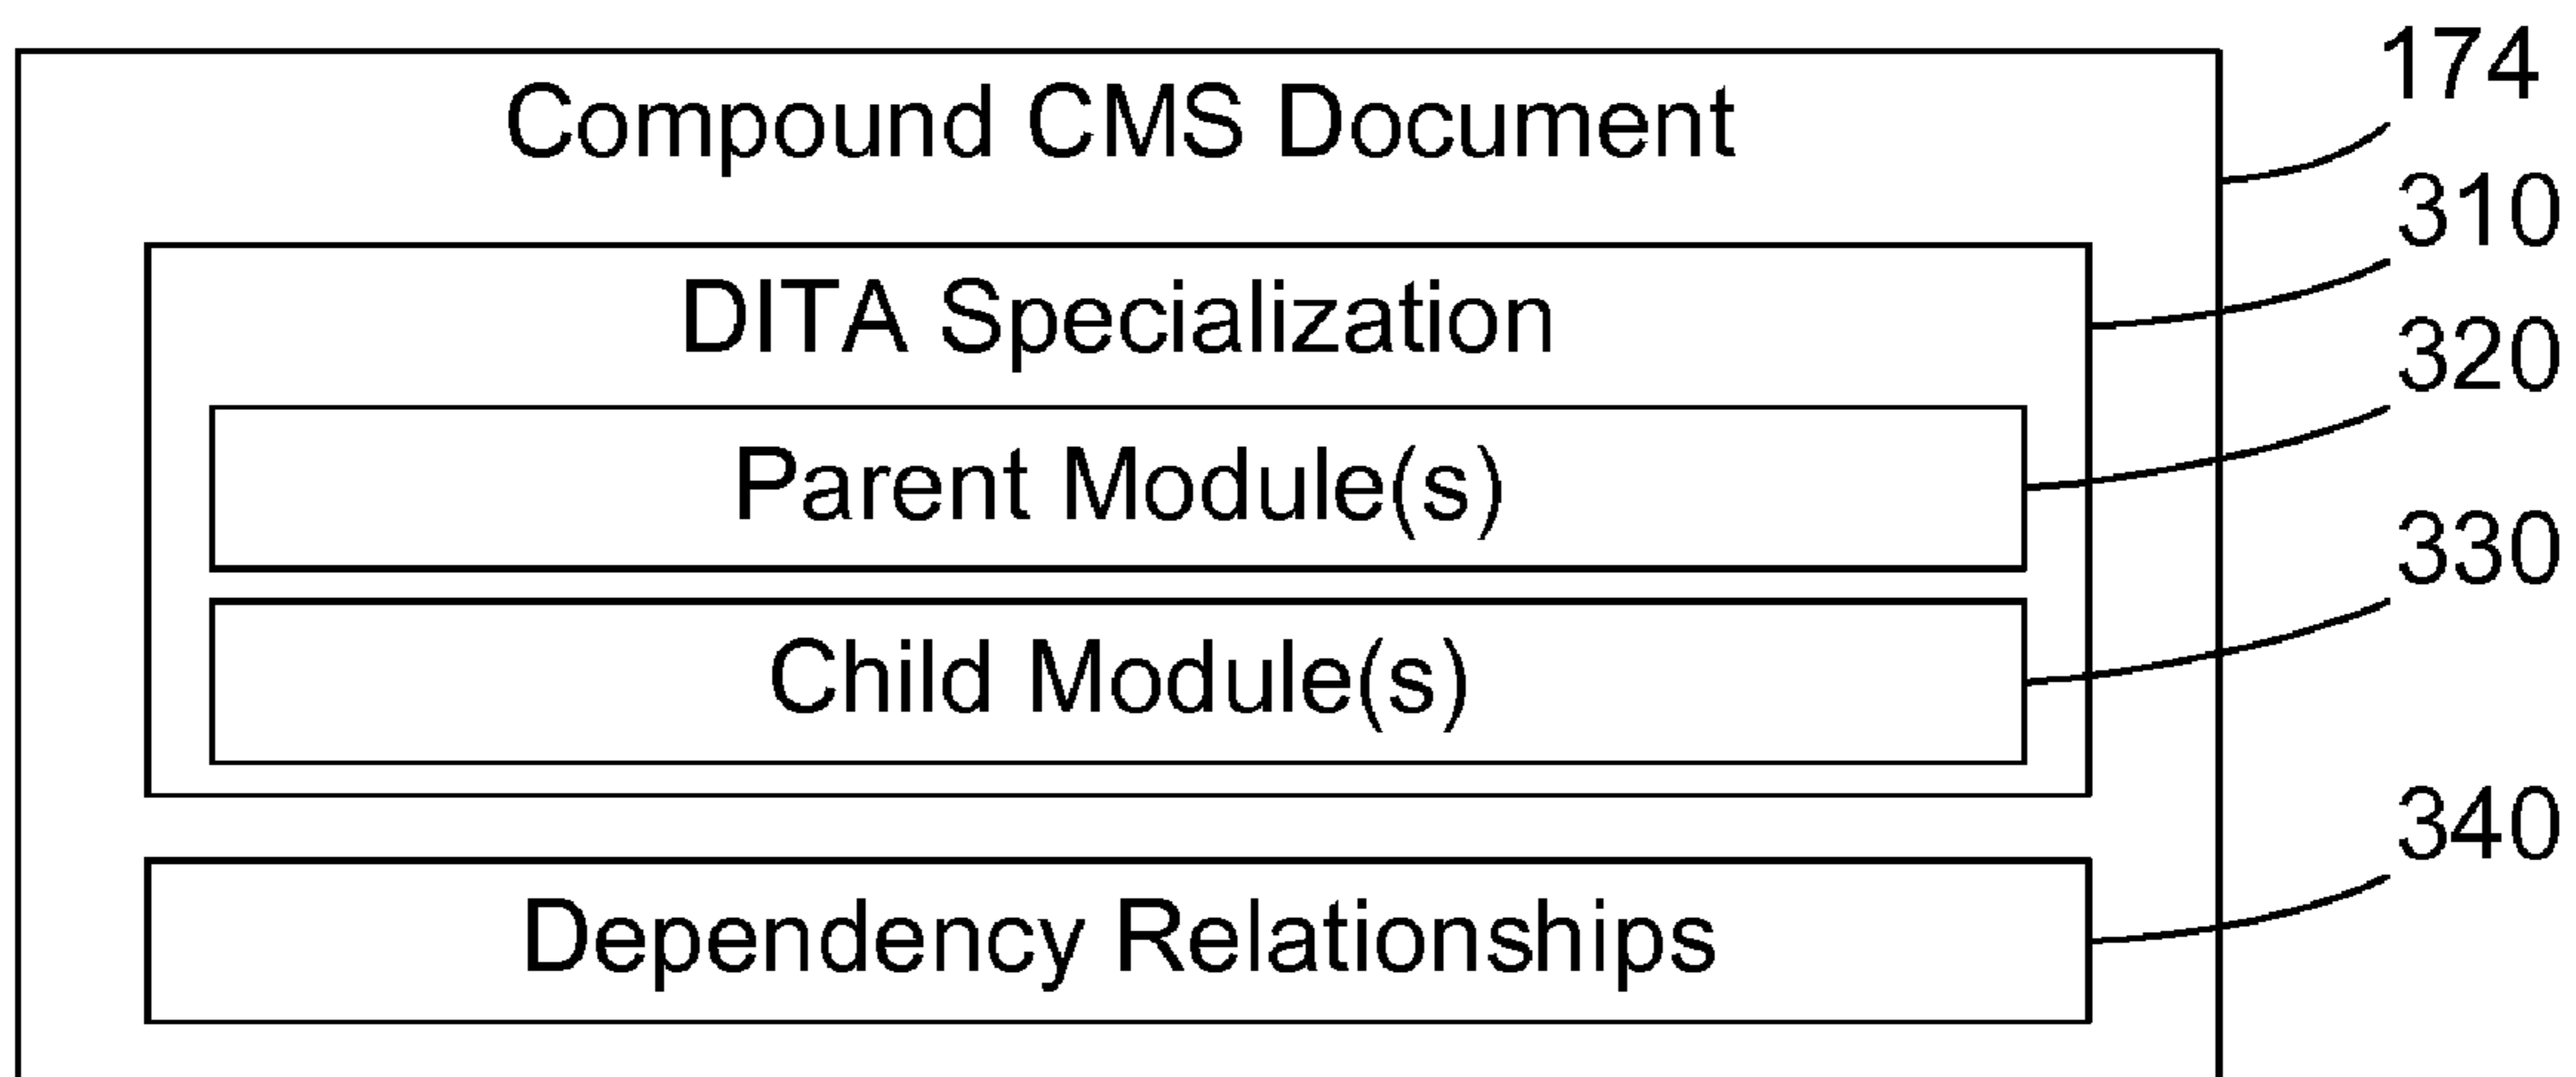 174
Compound CMS Document
310
DITA Specialization
320
Parent Module(s)
330
Child Module(s)
340
Dependency Relationships